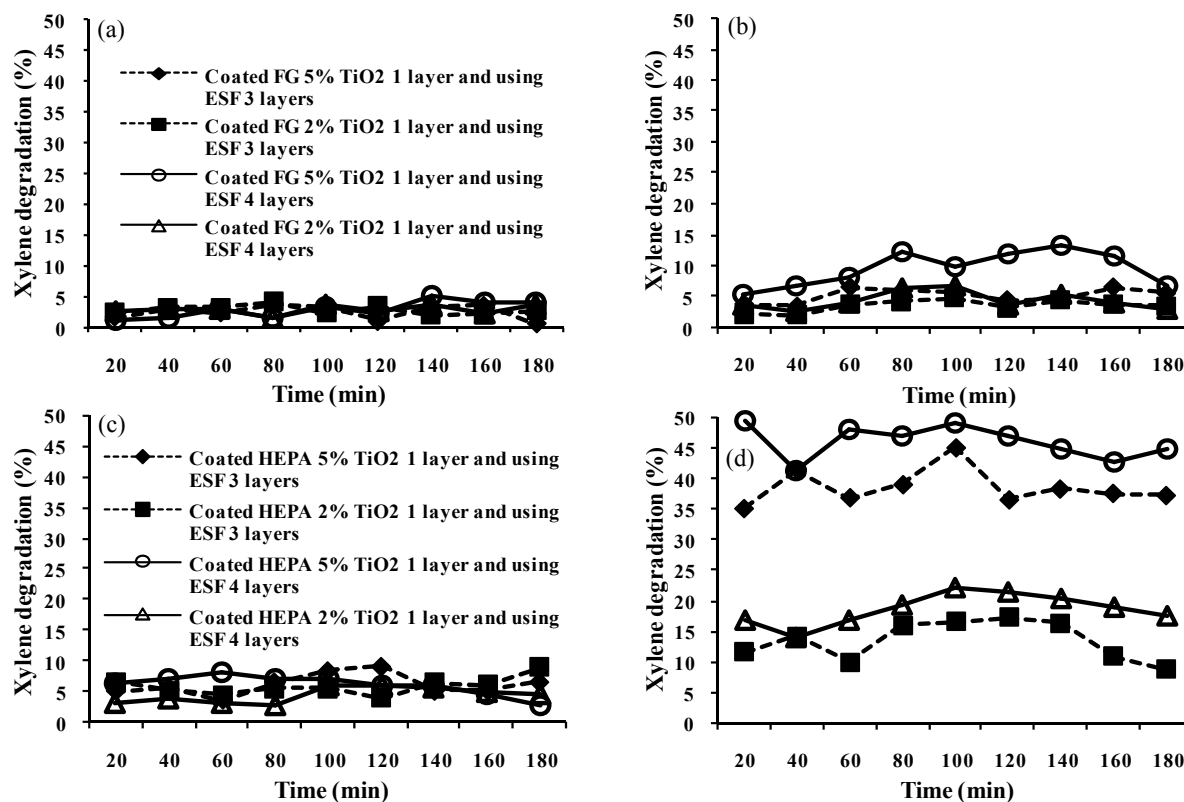 (a)
Xylene degradation (%)
50
45
40
35
30
25
20
15
10
5
0
Coated FG 5% TiO2 1 layer and using
ESF 3 layers
Coated FG 2% TiO2 1 layer and using
ESF 3 layers
Coated FG 5% TiO2 1 layer and using
ESF 4 layers
Coated FG 2% TiO2 1 layer and using
ESF 4 layers
20 40 60 80 100 120 140 160 180
Time (min)
(b)
Xylene degradation (%)
50
45
40
35
30
25
20
15
10
5
0
20 40 60 80 100 120 140 160 180
Time (min)
(c)
Xylene degradation (%)
50
45
40
35
30
25
20
15
10
5
0
Coated HEPA 5% TiO2 1 layer and using
ESF 3 layers
Coated HEPA 2% TiO2 1 layer and using
ESF 3 layers
Coated HEPA 5% TiO2 1 layer and using
ESF 4 layers
Coated HEPA 2% TiO2 1 layer and using
ESF 4 layers
20 40 60 80 100 120 140 160 180
Time (min)
(d)
Xylene degradation (%)
50
45
40
35
30
25
20
15
10
5
0
20 40 60 80 100 120 140 160 180
Time (min)